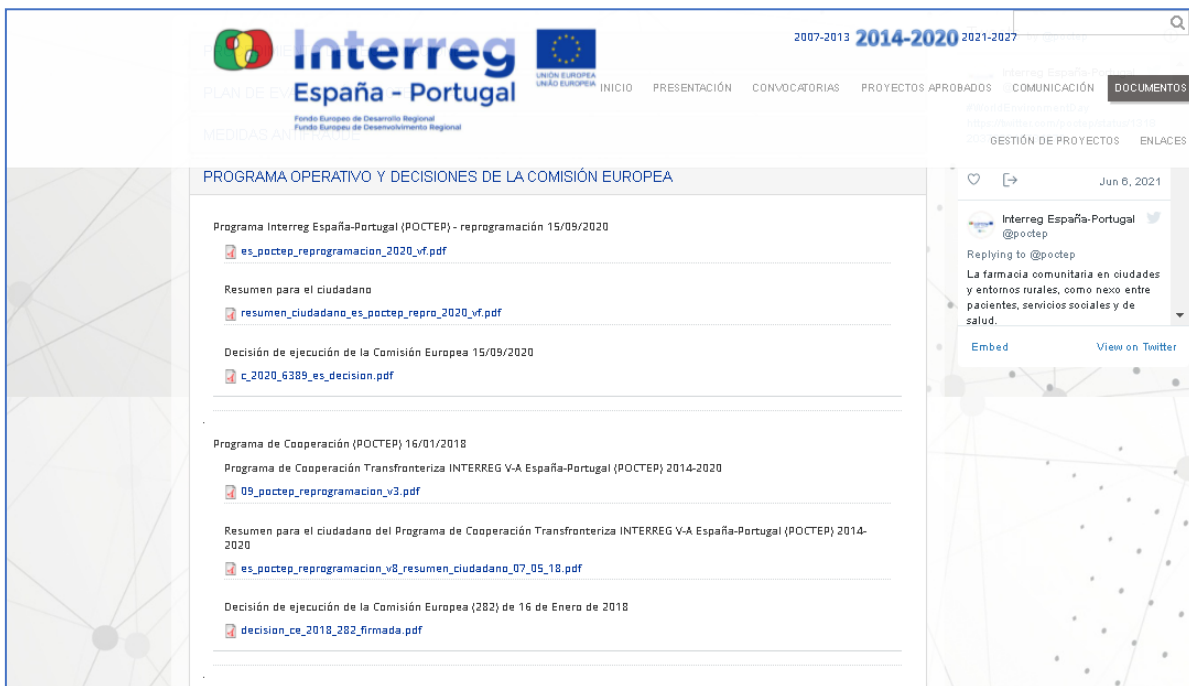 Interreg
España - Portugal
Fondo Europeo de Desarrollo Regional
Fundo Europeu de Desenvolvimento Regional
UNIÓN EUROPEA
UNIÃO EUROPEIA
2007-2013 2014-2020 2021-2027
INICIO PRESENTACIÓN CONVOCATORIAS PROYECTOS APROBADOS COMUNICACIÓN DOCUMENTOS
GESTIÓN DE PROYECTOS ENLACES
MEDIDAS ANTIFRAUDE
PROGRAMA OPERATIVO Y DECISIONES DE LA COMISIÓN EUROPEA
Programa Interreg España-Portugal (POCTEP) - reprogramación 15/09/2020
es_poctep_reprogramacion_2020_vf.pdf
Resumen para el ciudadano
resumen_ciudadano_es_poctep_repro_2020_vf.pdf
Decisión de ejecución de la Comisión Europea 15/09/2020
c_2020_6389_es_decision.pdf
.
Programa de Cooperación (POCTEP) 16/01/2018
Programa de Cooperación Transfronteriza INTERREG V-A España-Portugal (POCTEP) 2014-2020
09_poctep_reprogramacion_v3.pdf
Resumen para el ciudadano del Programa de Cooperación Transfronteriza INTERREG V-A España-Portugal (POCTEP) 2014-
2020
es_poctep_reprogramacion_v8_resumen_ciudadano_07_05_18.pdf
Decisión de ejecución de la Comisión Europea (282) de 16 de Enero de 2018
decision_ce_2018_282_firmada.pdf
.
Jun 6, 2021
Interreg España-Portugal
@poctep
Replying to @poctep
La farmacia comunitaria en ciudades
y entornos rurales, como nexo entre
pacientes, servicios sociales y de
salud.
Embed View on Twitter